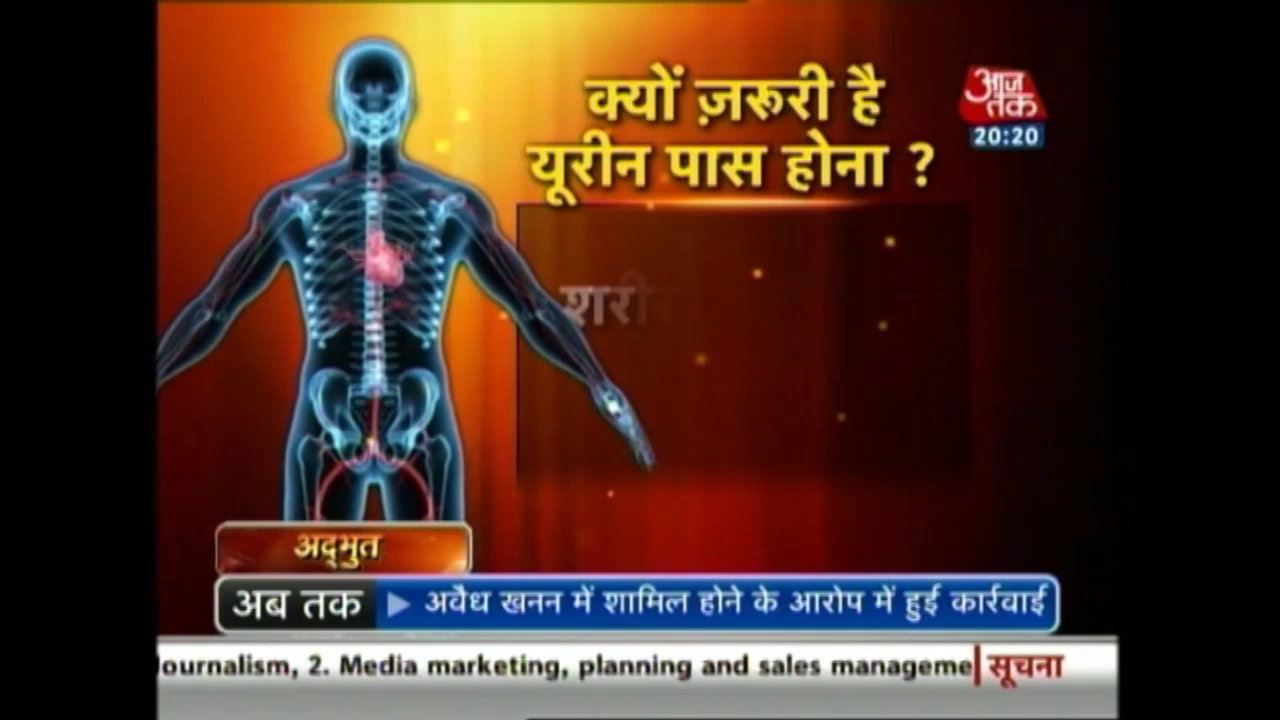 क्यों ज़रूरी है
यूरीन पास होना ?
आज
तक
20:20
शरीर
अद्भुत
अब तक
अवैध खनन में शामिल होने के आरोप में हुई कार्रवाई
ournalism, 2. Media marketing, planning and sales manageme
सूचना